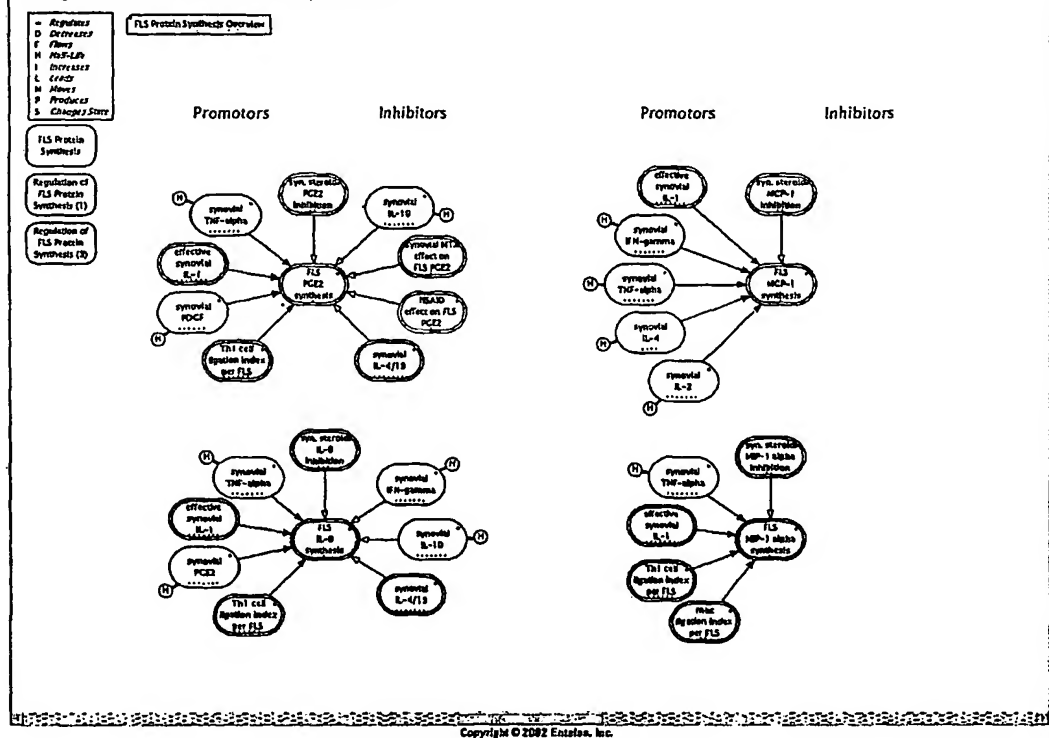 = Regulates
D Decreases
F Flows
H Half-Life
I Increases
L Leads
M Moves
P Produces
S Changes State
FLS Protein Synthesis Overview
FLS Protein
Synthesis
Regulation of
FLS Protein
Synthesis (1)
Regulation of
FLS Protein
Synthesis (2)
Promotors
Inhibitors
Promotors
Inhibitors
Syn. steroid
PGE2
inhibition
H
synovial
TNF-alpha
synovial
IL-10
H
effective
synovial
IL-1
FLS
PGE2
synthesis
effect on
FLS PGE2
synovial
PDGF
H
NSAID
effect on FLS
PGE2
Th1 cell
ligation index
per FLS
synovial
IL-4/13
effective
synovial
IL-1
Syn. steroid
MCP-1
inhibition
H
synovial
IFN-gamma
H
synovial
TNF-alpha
FLS
MCP-1
synthesis
H
synovial
IL-4
synovial
IL-2
H
Syn. steroid
IL-8
inhibition
H
synovial
TNF-alpha
H
synovial
IFN-gamma
effective
synovial
IL-1
FLS
IL-8
synthesis
synovial
IL-10
H
synovial
PGE2
H
Th1 cell
ligation index
per FLS
synovial
IL-4/13
H
synovial
TNF-alpha
Syn. steroid
MIP-1 alpha
inhibition
effective
synovial
IL-1
FLS
MIP-1 alpha
synthesis
Th1 cell
ligation index
per FLS
ligation index
per FLS
Copyright © 2002 Entelos, Inc.